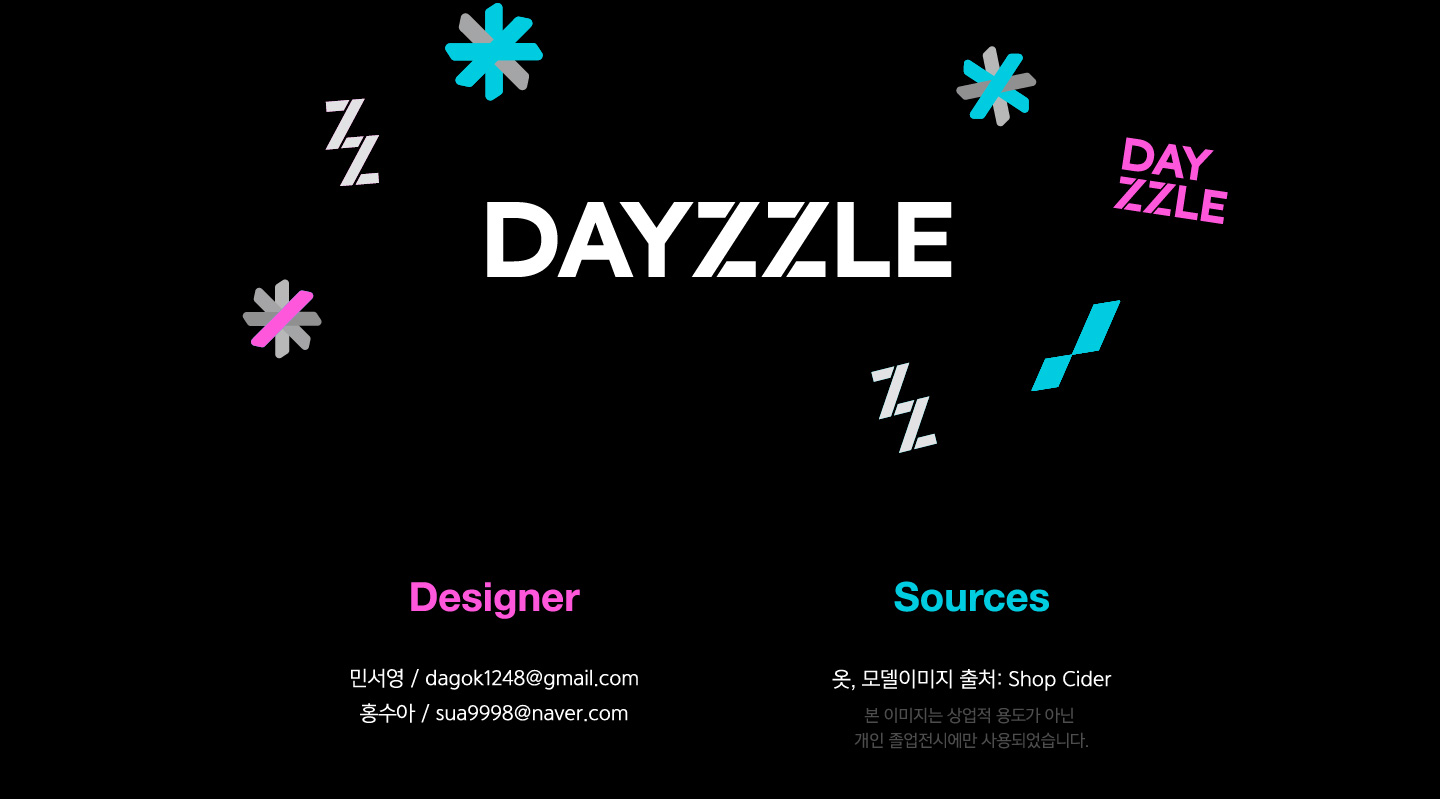 ZZ
DAY
ZZLE
DAYZZLE
ZZ
Designer
민서영 / dagok1248@gmail.com
홍수아 / sua9998@naver.com
Sources
옷, 모델이미지 출처: Shop Cider
본 이미지는 상업적 용도가 아닌
개인 졸업전시에만 사용되었습니다.